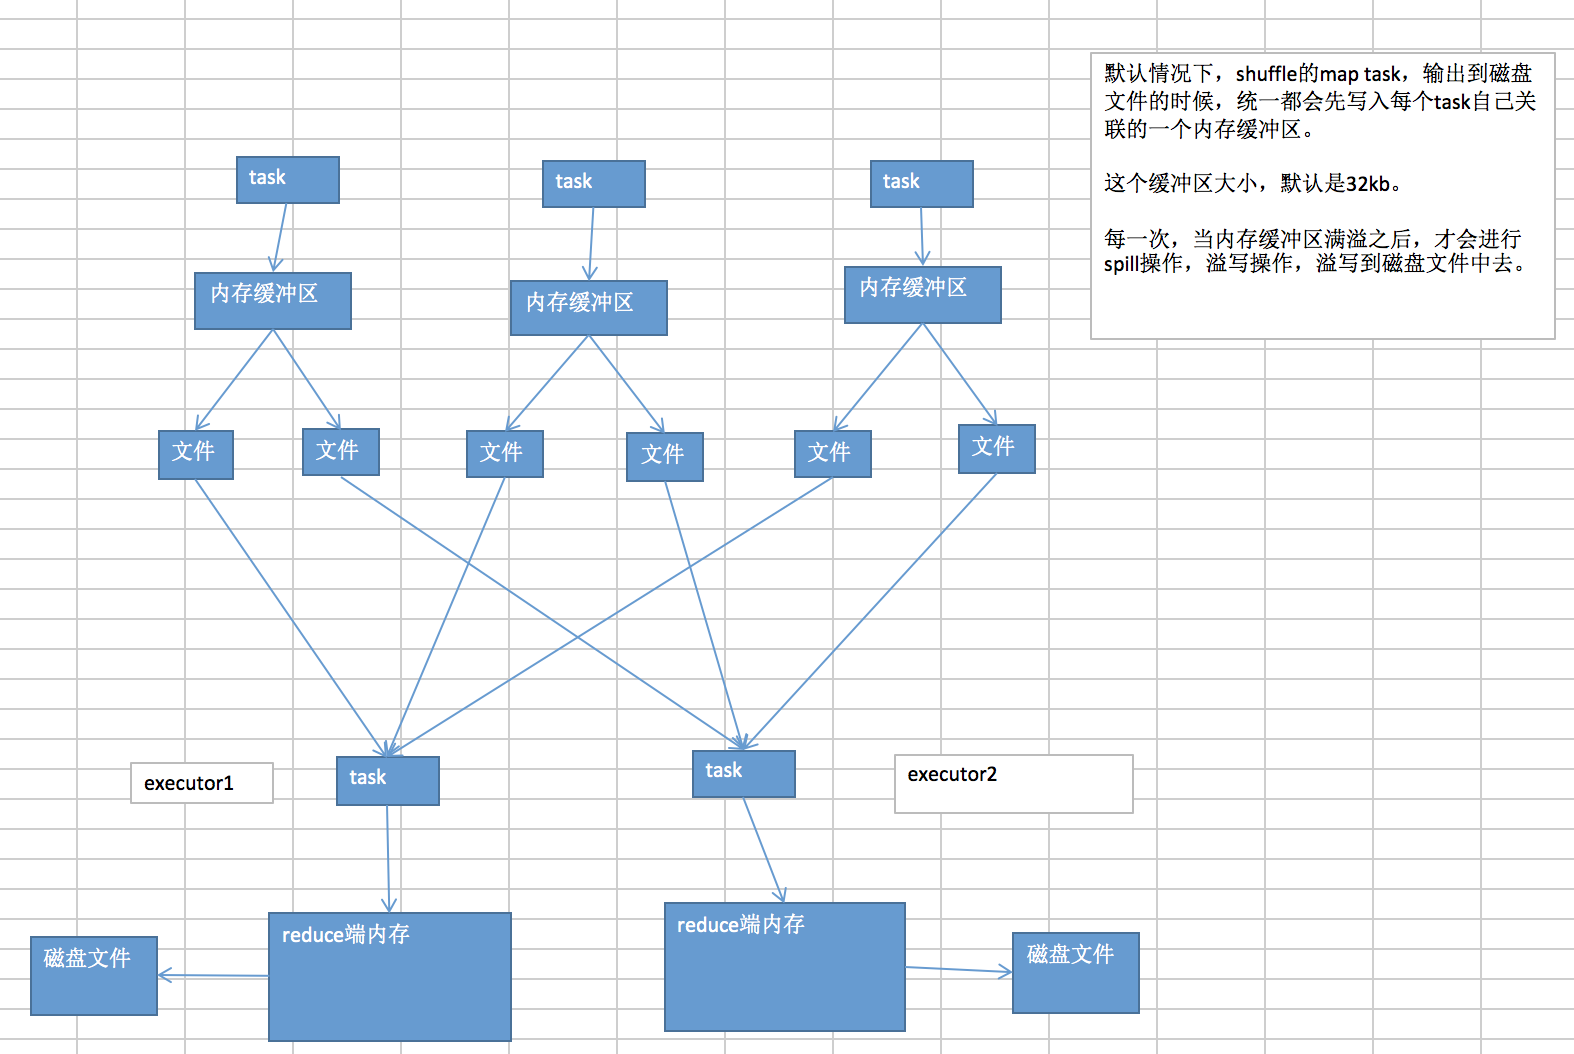 默认情况下，shuffle的map task，输出到磁盘
文件的时候，统一都会先写入每个task自己关
联的一个内存缓冲区。
这个缓冲区大小，默认是32kb。
每一次，当内存缓冲区满溢之后，才会进行
spill操作，溢写操作，溢写到磁盘文件中去。
task
task
task
内存缓冲区
内存缓冲区
内存缓冲区
文件
文件
文件
文件
文件
文件
executor1
task
task
executor2
磁盘文件
reduce端内存
reduce端内存
磁盘文件